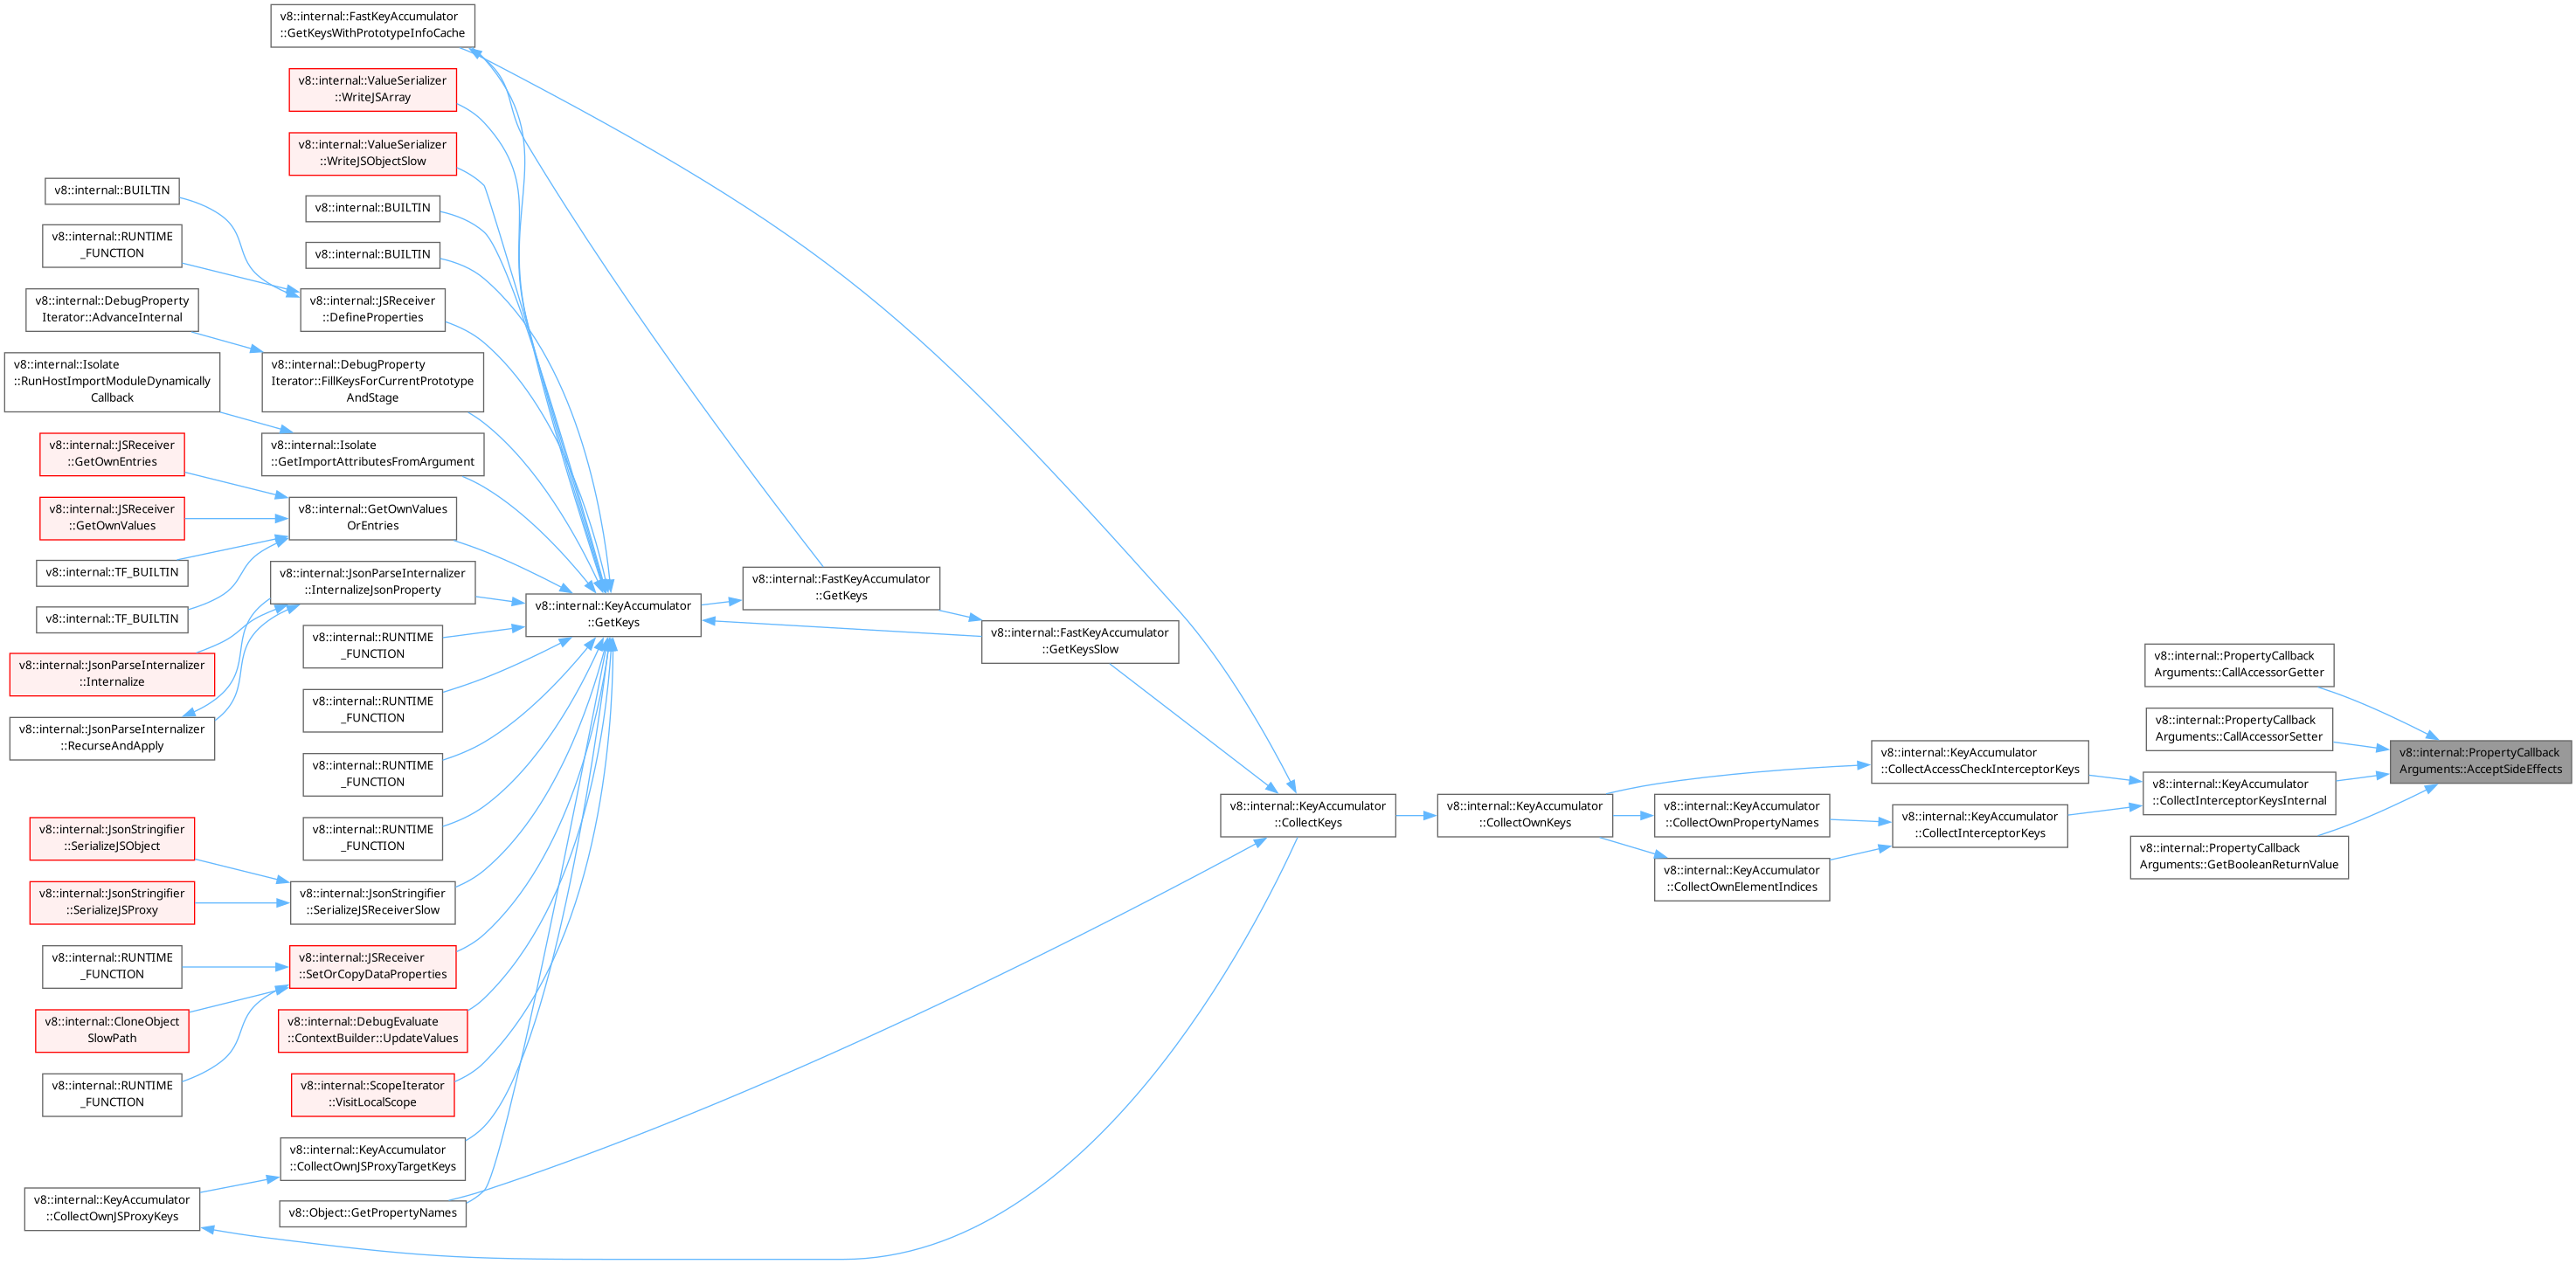 v8::internal::FastKeyAccumulator
::GetKeysWithPrototypeInfoCache
v8::internal::ValueSerializer
::WriteJSArray
v8::internal::ValueSerializer
::WriteJSObjectSlow
v8::internal::BUILTIN
v8::internal::BUILTIN
v8::internal::BUILTIN
v8::internal::RUNTIME
_FUNCTION
v8::internal::JSReceiver
::DefineProperties
v8::internal::DebugProperty
Iterator::AdvanceInternal
v8::internal::DebugProperty
Iterator::FillKeysForCurrentPrototype
AndStage
v8::internal::Isolate
::RunHostImportModuleDynamically
Callback
v8::internal::Isolate
::GetImportAttributesFromArgument
v8::internal::JSReceiver
::GetOwnEntries
v8::internal::JSReceiver
::GetOwnValues
v8::internal::GetOwnValues
OrEntries
v8::internal::TF_BUILTIN
v8::internal::TF_BUILTIN
v8::internal::JsonParseInternalizer
::InternalizeJsonProperty
v8::internal::JsonParseInternalizer
::Internalize
v8::internal::JsonParseInternalizer
::RecurseAndApply
v8::internal::RUNTIME
_FUNCTION
v8::internal::RUNTIME
_FUNCTION
v8::internal::RUNTIME
_FUNCTION
v8::internal::RUNTIME
_FUNCTION
v8::internal::JsonStringifier
::SerializeJSObject
v8::internal::JsonStringifier
::SerializeJSProxy
v8::internal::JsonStringifier
::SerializeJSReceiverSlow
v8::internal::RUNTIME
_FUNCTION
v8::internal::JSReceiver
::SetOrCopyDataProperties
v8::internal::CloneObject
SlowPath
v8::internal::DebugEvaluate
::ContextBuilder::UpdateValues
v8::internal::RUNTIME
_FUNCTION
v8::internal::ScopeIterator
::VisitLocalScope
v8::internal::KeyAccumulator
::CollectOwnJSProxyTargetKeys
v8::internal::KeyAccumulator
::CollectOwnJSProxyKeys
v8::Object::GetPropertyNames
v8::internal::KeyAccumulator
::GetKeys
v8::internal::FastKeyAccumulator
::GetKeys
v8::internal::FastKeyAccumulator
::GetKeysSlow
v8::internal::KeyAccumulator
::CollectKeys
v8::internal::KeyAccumulator
::CollectOwnKeys
v8::internal::KeyAccumulator
::CollectOwnPropertyNames
v8::internal::KeyAccumulator
::CollectOwnElementIndices
v8::internal::KeyAccumulator
::CollectAccessCheckInterceptorKeys
v8::internal::KeyAccumulator
::CollectInterceptorKeys
v8::internal::PropertyCallback
Arguments::CallAccessorGetter
v8::internal::PropertyCallback
Arguments::CallAccessorSetter
v8::internal::KeyAccumulator
::CollectInterceptorKeysInternal
v8::internal::PropertyCallback
Arguments::GetBooleanReturnValue
v8::internal::PropertyCallback
Arguments::AcceptSideEffects